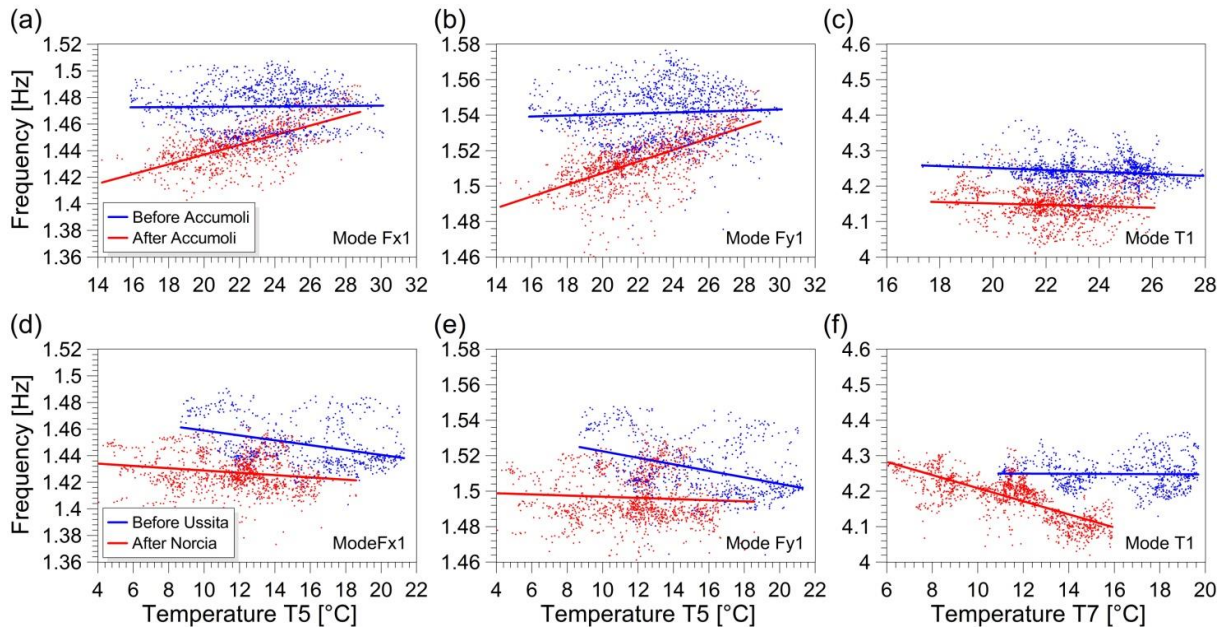 (a)
1.52
1.5
1.48
1.46
1.44
1.42
1.4
1.38
1.36
Frequency [Hz]
Before Accumoli
After Accumoli
Mode Fx1
14 16 18 20 22 24 26 28 30 32
(b)
1.58
1.56
1.54
1.52
1.5
1.48
1.46
Mode Fy1
14 16 18 20 22 24 26 28 30 32
(c)
4.6
4.5
4.4
4.3
4.2
4.1
4
Mode T1
16 18 20 22 24 26 28
(d)
1.52
1.5
1.48
1.46
1.44
1.42
1.4
1.38
1.36
Frequency [Hz]
Before Ussita
After Norcia
ModeFx1
4 6 8 10 12 14 16 18 20 22
Temperature T5 [°C]
(e)
1.58
1.56
1.54
1.52
1.5
1.48
1.46
Mode Fy1
4 6 8 10 12 14 16 18 20 22
Temperature T5 [°C]
(f)
4.6
4.5
4.4
4.3
4.2
4.1
4
Mode T1
6 8 10 12 14 16 18 20
Temperature T7 [°C]